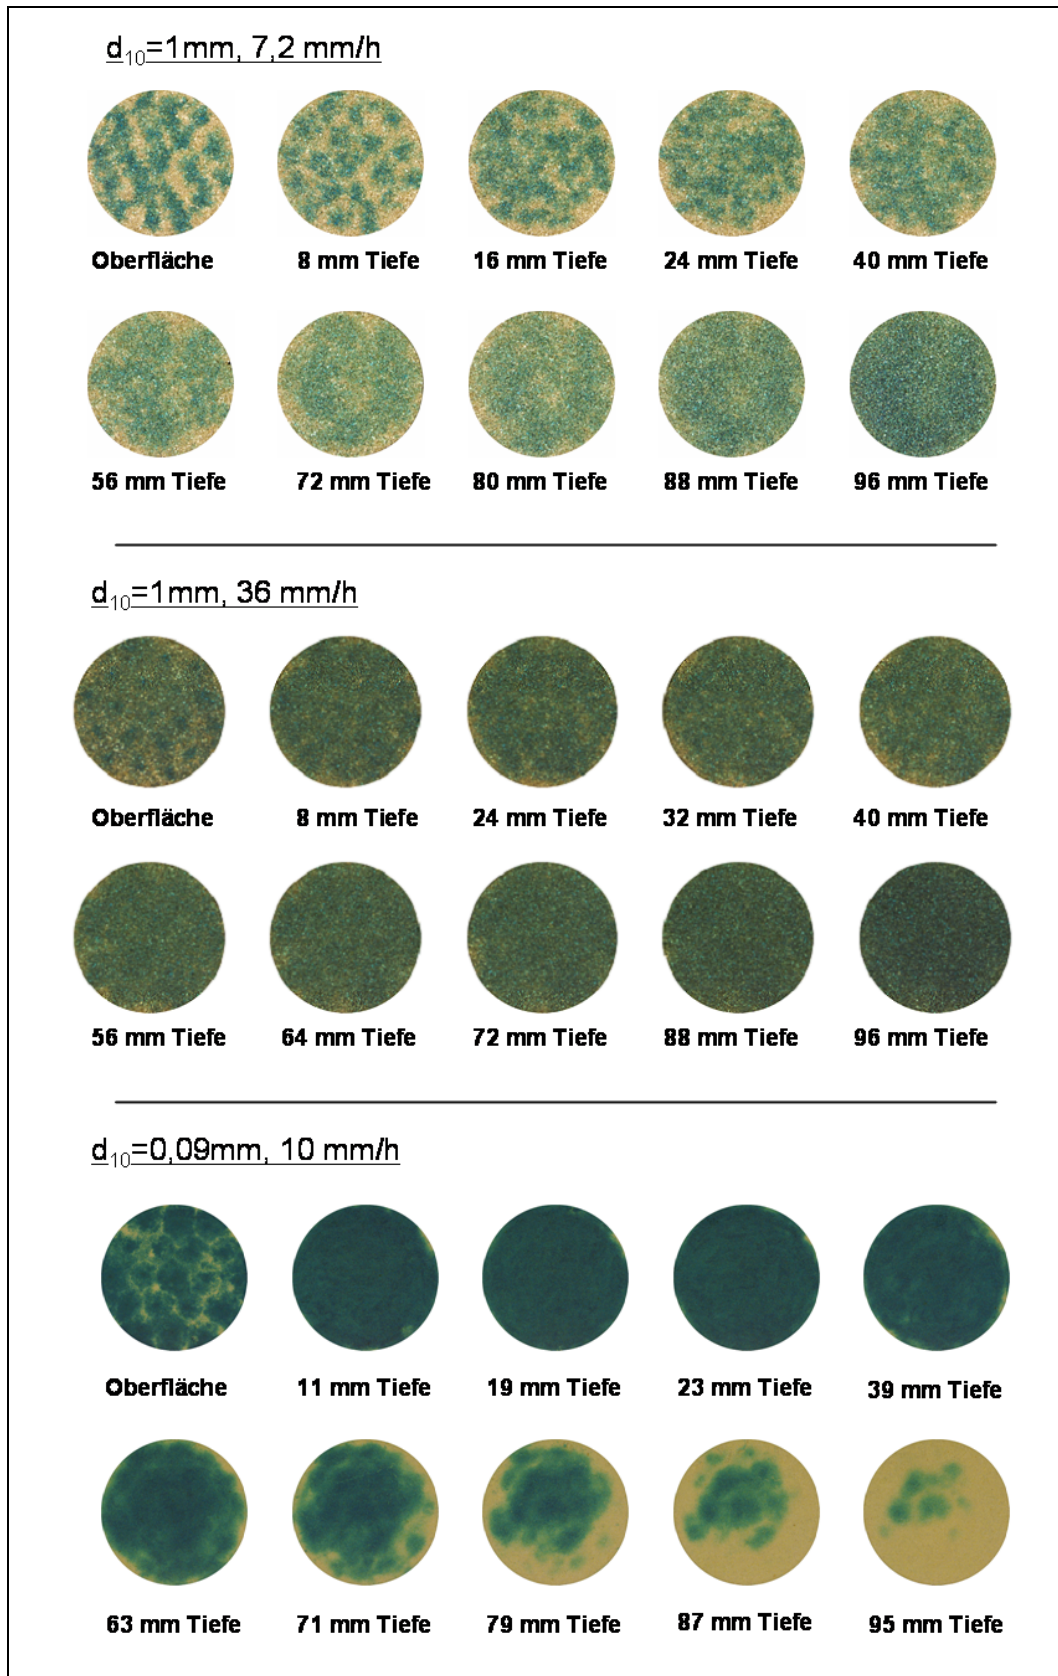 d₁₀=1mm, 7,2 mm/h
Oberfläche 8 mm Tiefe 16 mm Tiefe 24 mm Tiefe 40 mm Tiefe
56 mm Tiefe 72 mm Tiefe 80 mm Tiefe 88 mm Tiefe 96 mm Tiefe
d₁₀=1mm, 36 mm/h
Oberfläche 8 mm Tiefe 24 mm Tiefe 32 mm Tiefe 40 mm Tiefe
56 mm Tiefe 64 mm Tiefe 72 mm Tiefe 88 mm Tiefe 96 mm Tiefe
d₁₀=0,09mm, 10 mm/h
Oberfläche 11 mm Tiefe 19 mm Tiefe 23 mm Tiefe 39 mm Tiefe
63 mm Tiefe 71 mm Tiefe 79 mm Tiefe 87 mm Tiefe 95 mm Tiefe